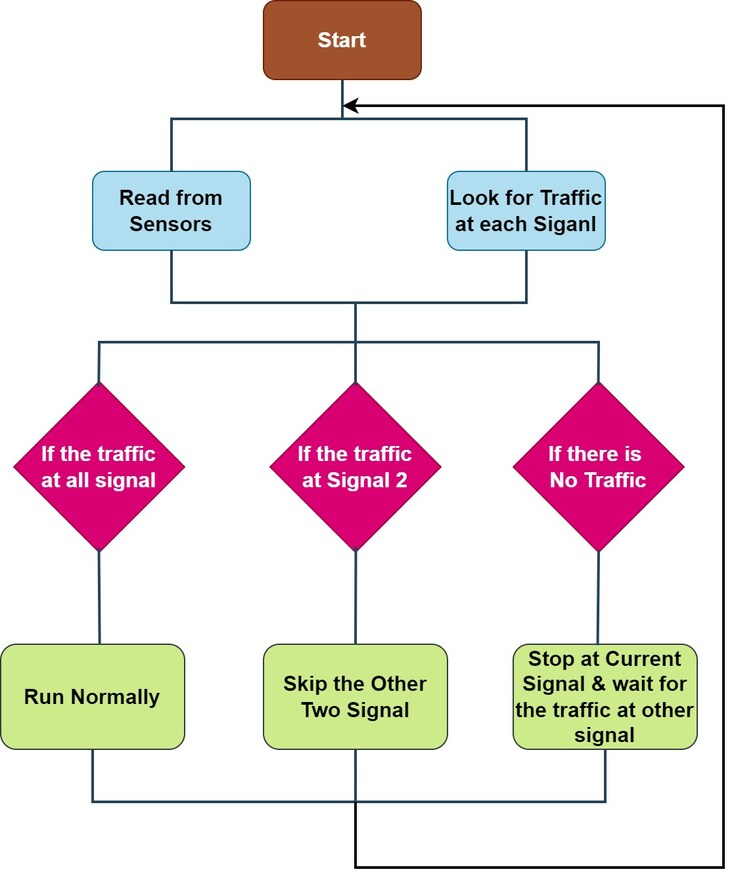 Start
Read from
Sensors
Look for Traffic
at each Siganl
If the traffic
at all signal
If the traffic
at Signal 2
If there is
No Traffic
Run Normally
Skip the Other
Two Signal
Stop at Current
Signal & wait for
the traffic at other
signal